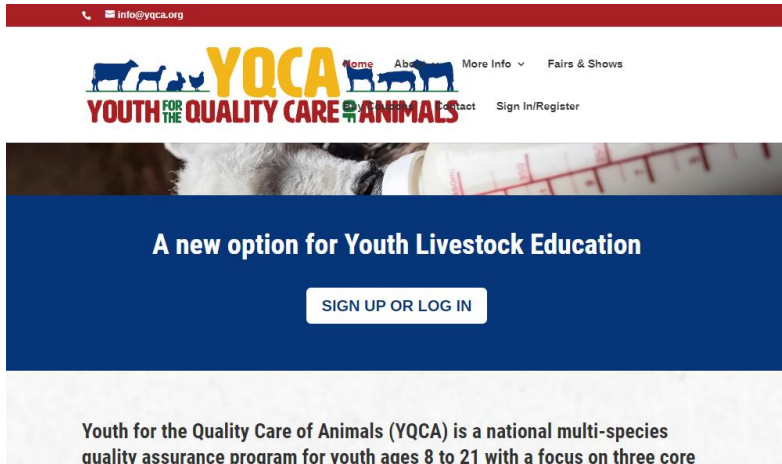 info@yqca.org
YQCA
YOUTH FOR THE QUALITY CARE OF ANIMALS
Home About More Info Fairs & Shows
Buy Coupons Contact Sign In/Register
A new option for Youth Livestock Education
SIGN UP OR LOG IN
Youth for the Quality Care of Animals (YQCA) is a national multi-species
quality assurance program for youth ages 8 to 21 with a focus on three core